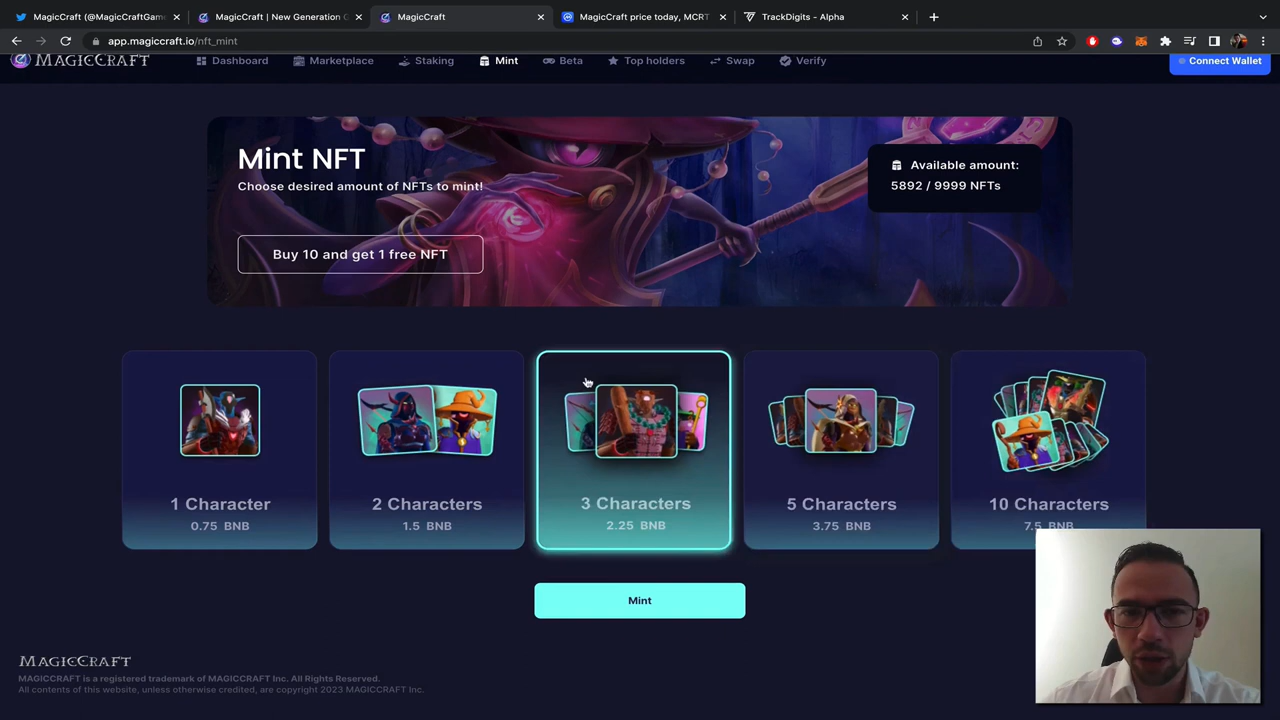 MagicCraft (@MagicCraftGam
MagicCraft | New Generation G
MagicCraft
MagicCraft price today, MCRT
TrackDigits - Alpha
app.magiccraft.io/nft_mint
MAGICCRAFT
Dashboard
Marketplace
Staking
Mint
Beta
Top holders
Swap
Verify
Connect Wallet
Mint NFT
Choose desired amount of NFTs to mint!
Available amount:
5892 / 9999 NFTs
Buy 10 and get 1 free NFT
1 Character
0.75 BNB
2 Characters
1.5 BNB
3 Characters
2.25 BNB
5 Characters
3.75 BNB
10 Characters
7.5 BNB
Mint
MAGICCRAFT
MAGICCRAFT is a registered trademark of MAGICCRAFT Inc. All Rights Reserved.
All contents of this website, unless otherwise credited, are copyright 2023 MAGICCRAFT Inc.